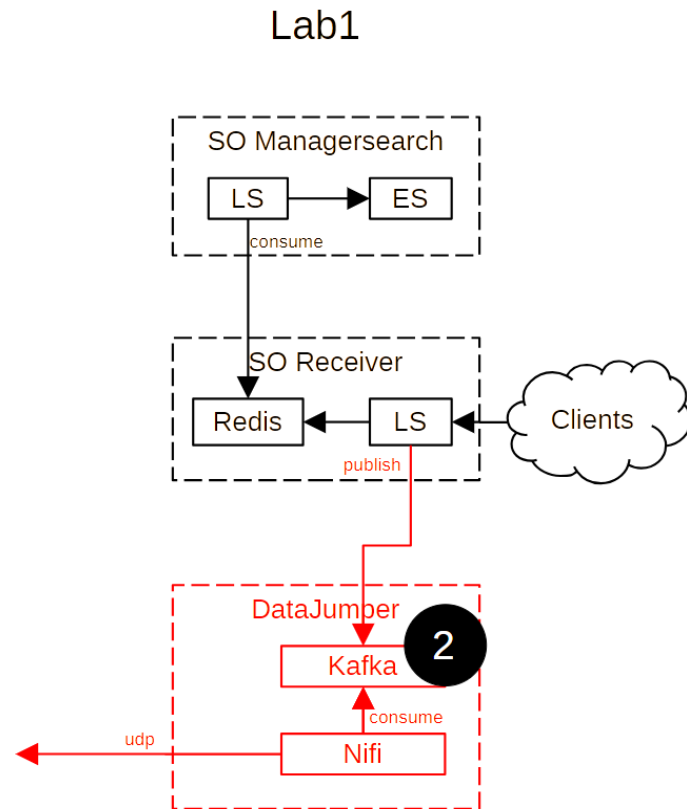 Lab1
SO Managersearch
LS
ES
consume
SO Receiver
Redis
LS
Clients
publish
DataJumper
2
Kafka
consume
udp
Nifi